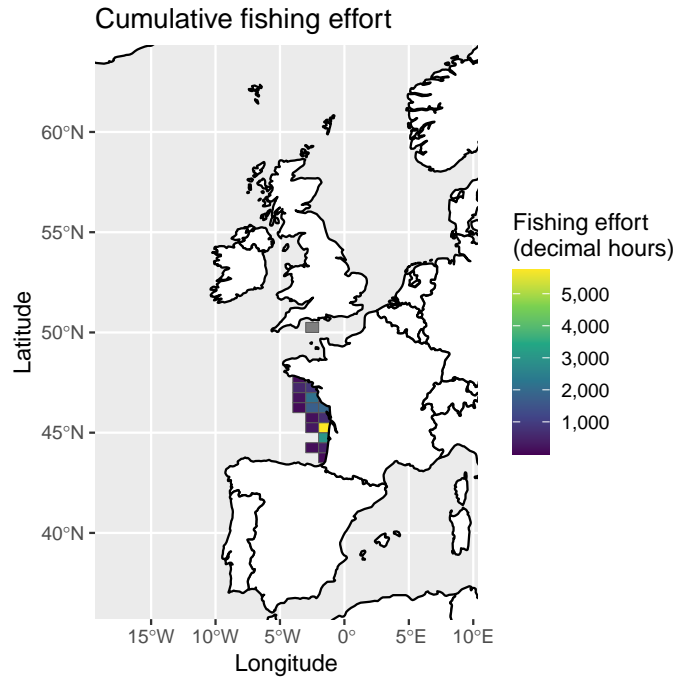 Cumulative fishing effort
60°N
55°N
50°N
45°N
40°N
Latitude
15°W 10°W 5°W 0° 5°E 10°E
Longitude
Fishing effort
(decimal hours)
5,000
4,000
3,000
2,000
1,000